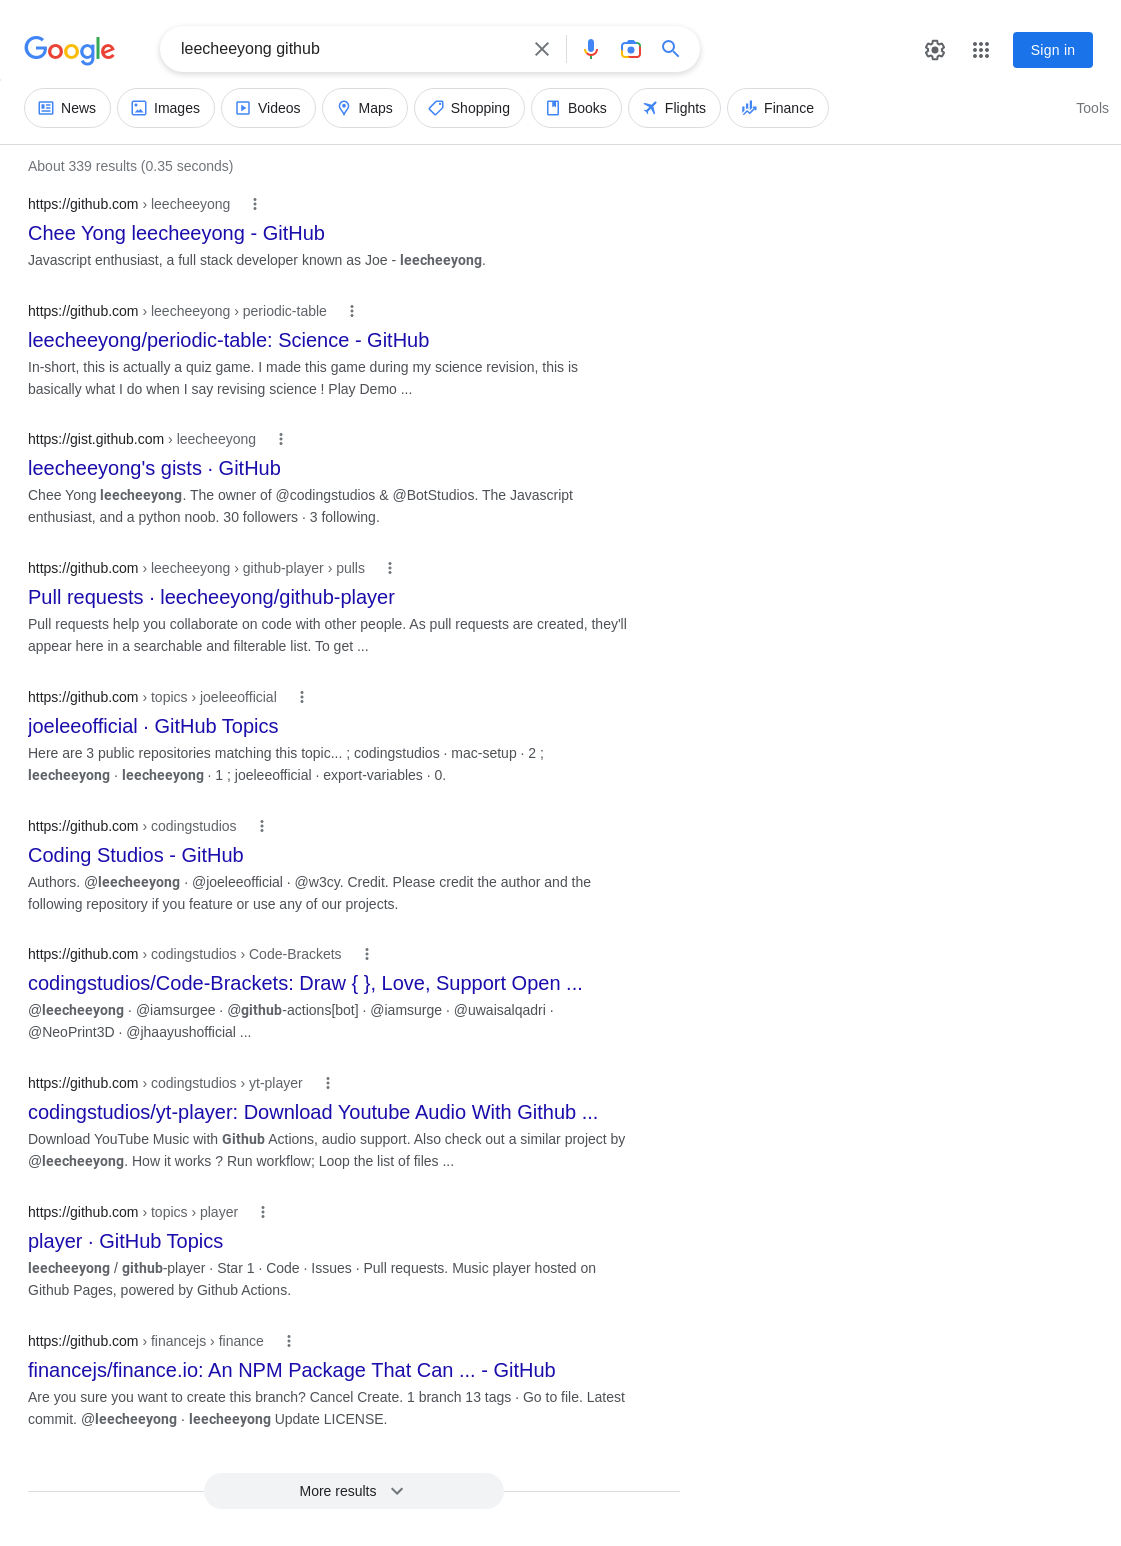 Google
leecheeyong github
Sign in
News
Images
Videos
Maps
Shopping
Books
Flights
Finance
Tools
About 339 results (0.35 seconds)
https://github.com › leecheeyong
Chee Yong leecheeyong - GitHub
Javascript enthusiast, a full stack developer known as Joe - leecheeyong.
https://github.com › leecheeyong › periodic-table
leecheeyong/periodic-table: Science - GitHub
In-short, this is actually a quiz game. I made this game during my science revision, this is
basically what I do when I say revising science ! Play Demo ...
https://gist.github.com › leecheeyong
leecheeyong's gists · GitHub
Chee Yong leecheeyong. The owner of @codingstudios & @BotStudios. The Javascript
enthusiast, and a python noob. 30 followers · 3 following.
https://github.com › leecheeyong › github-player › pulls
Pull requests · leecheeyong/github-player
Pull requests help you collaborate on code with other people. As pull requests are created, they'll
appear here in a searchable and filterable list. To get ...
https://github.com › topics › joeleeofficial
joeleeofficial · GitHub Topics
Here are 3 public repositories matching this topic... ; codingstudios · mac-setup · 2 ;
leecheeyong · leecheeyong · 1 ; joeleeofficial · export-variables · 0.
https://github.com › codingstudios
Coding Studios - GitHub
Authors. @leecheeyong · @joeleeofficial · @w3cy. Credit. Please credit the author and the
following repository if you feature or use any of our projects.
https://github.com › codingstudios › Code-Brackets
codingstudios/Code-Brackets: Draw { }, Love, Support Open ...
@leecheeyong · @iamsurgee · @github-actions[bot] · @iamsurge · @uwaisalqadri ·
@NeoPrint3D · @jhaayushofficial ...
https://github.com › codingstudios › yt-player
codingstudios/yt-player: Download Youtube Audio With Github ...
Download YouTube Music with Github Actions, audio support. Also check out a similar project by
@leecheeyong. How it works ? Run workflow; Loop the list of files ...
https://github.com › topics › player
player · GitHub Topics
leecheeyong / github-player · Star 1 · Code · Issues · Pull requests. Music player hosted on
Github Pages, powered by Github Actions.
https://github.com › financejs › finance
financejs/finance.io: An NPM Package That Can ... - GitHub
Are you sure you want to create this branch? Cancel Create. 1 branch 13 tags · Go to file. Latest
commit. @leecheeyong · leecheeyong Update LICENSE.
More results